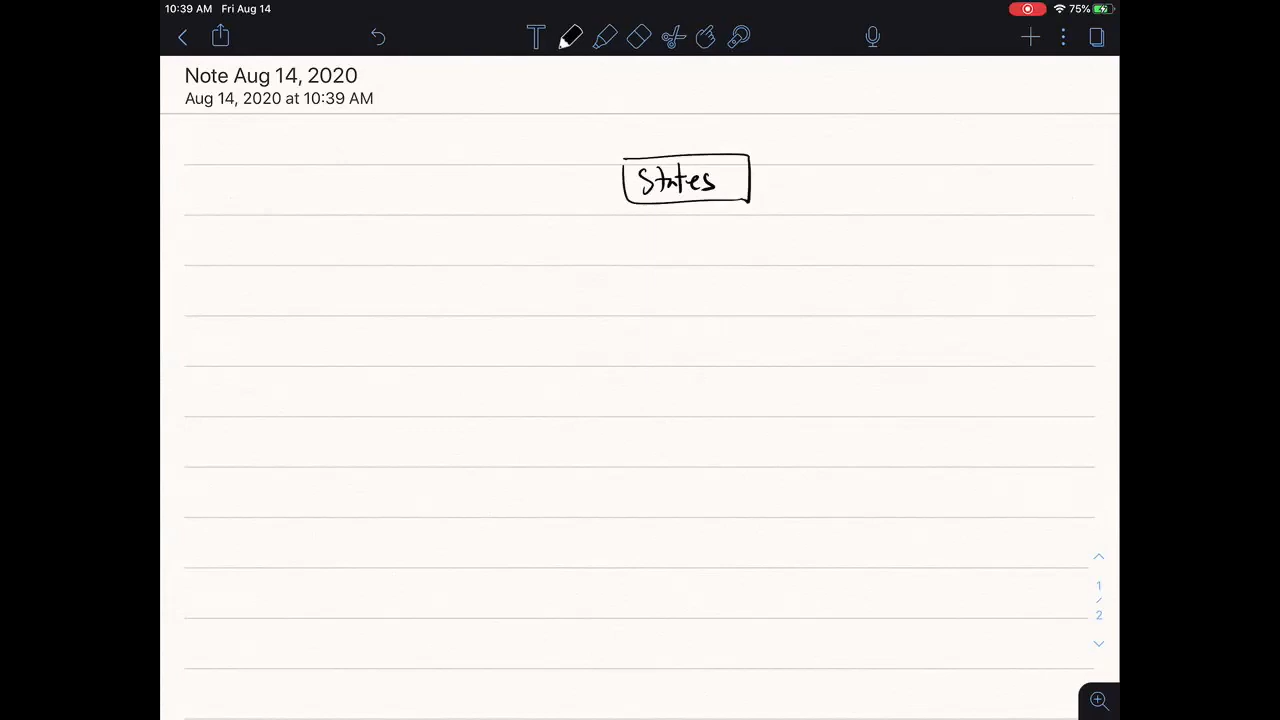 10:39 AM Fri Aug 14
75%
T
Note Aug 14, 2020
Aug 14, 2020 at 10:39 AM
States
1
2